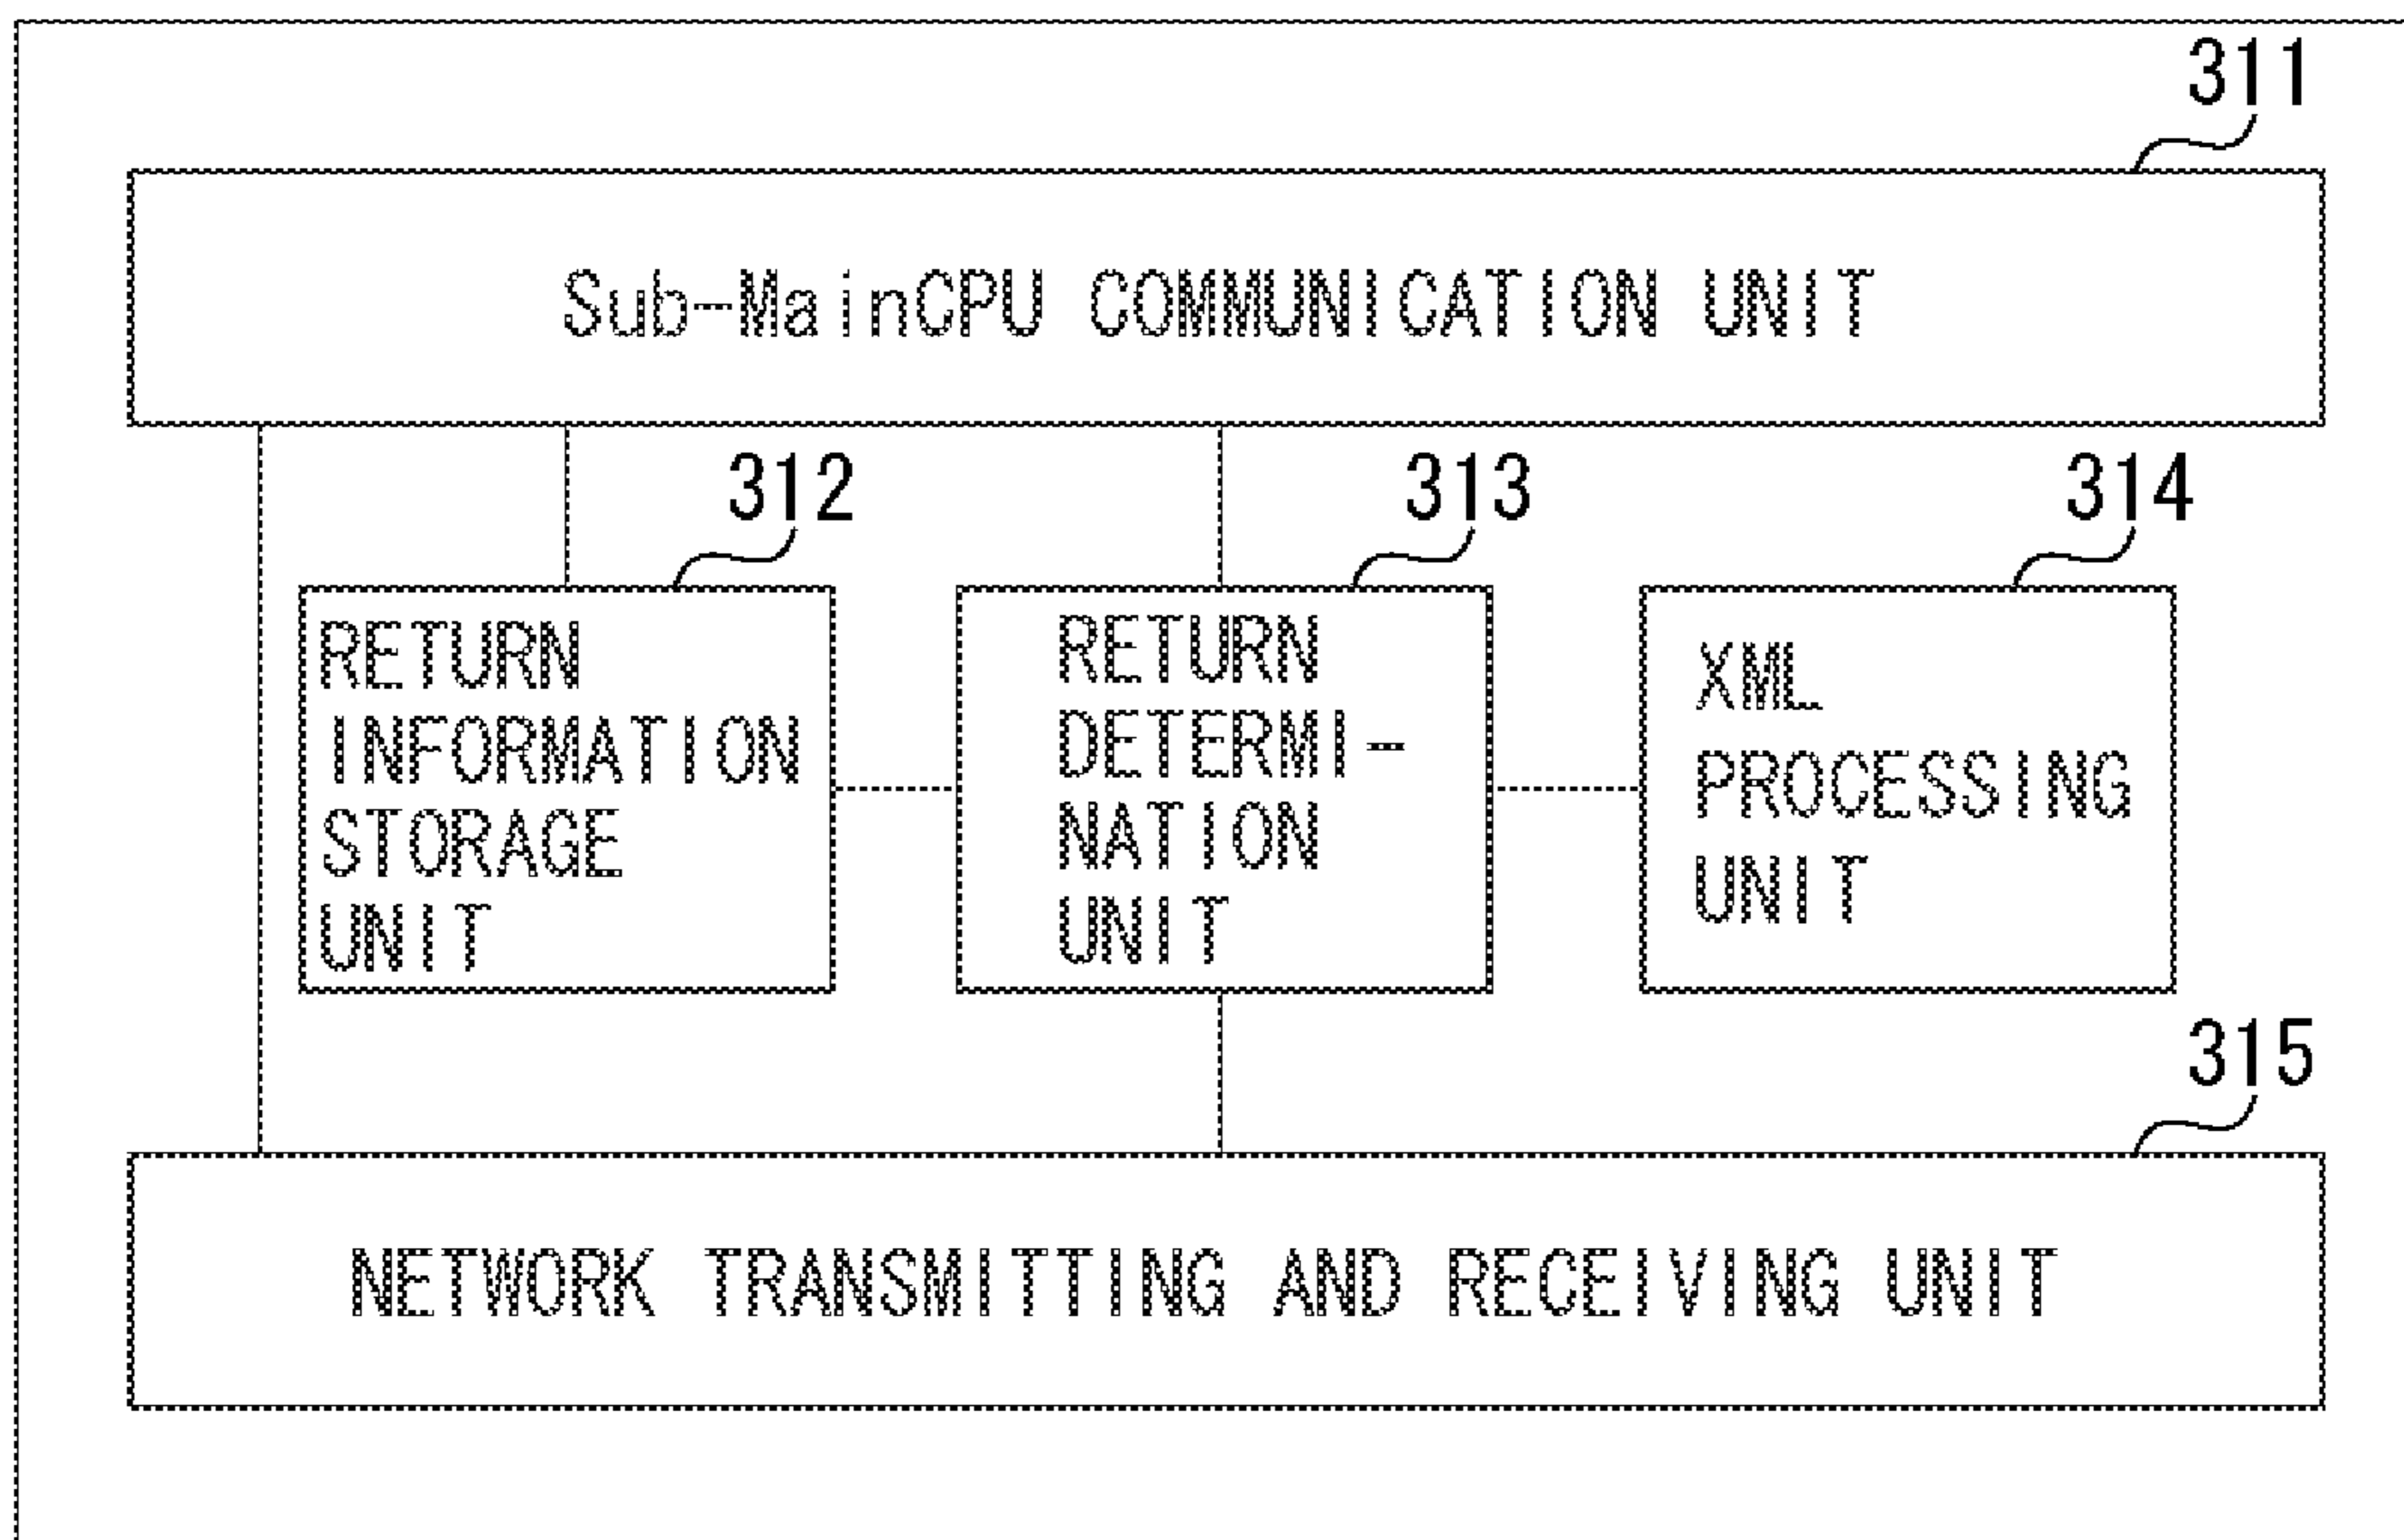 311
Sub-MainCPU COMMUNICATION UNIT
312
313
314
RETURN
INFORMATION
STORAGE
UNIT
RETURN
DETERMI-
NATION
UNIT
XML
PROCESSING
UNIT
315
NETWORK TRANSMITTING AND RECEIVING UNIT